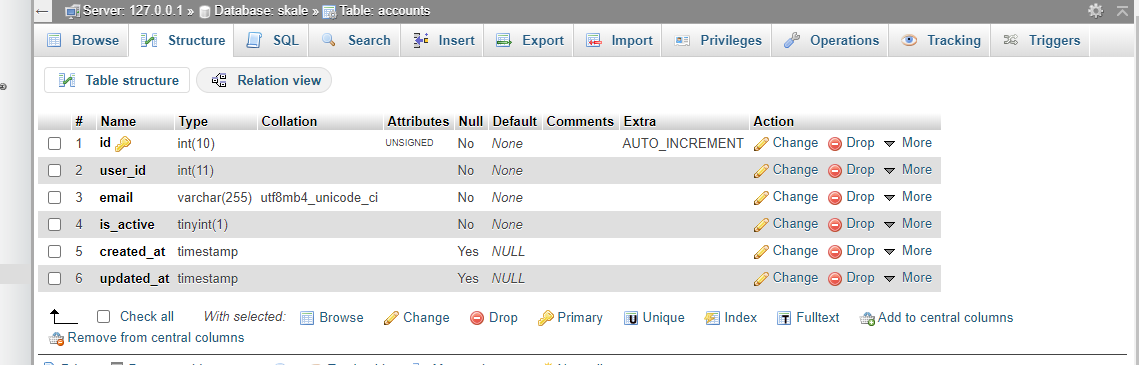 Server: 127.0.0.1 » Database: skale » Table: accounts
Browse Structure SQL Search Insert Export Import Privileges Operations Tracking Triggers
Table structure Relation view
# Name Type Collation Attributes Null Default Comments Extra Action
1 id int(10) UNSIGNED No None AUTO_INCREMENT Change Drop More
2 user_id int(11) No None Change Drop More
3 email varchar(255) utf8mb4_unicode_ci No None Change Drop More
4 is_active tinyint(1) No None Change Drop More
5 created_at timestamp Yes NULL Change Drop More
6 updated_at timestamp Yes NULL Change Drop More
Check all With selected: Browse Change Drop Primary Unique Index Fulltext Add to central columns
Remove from central columns